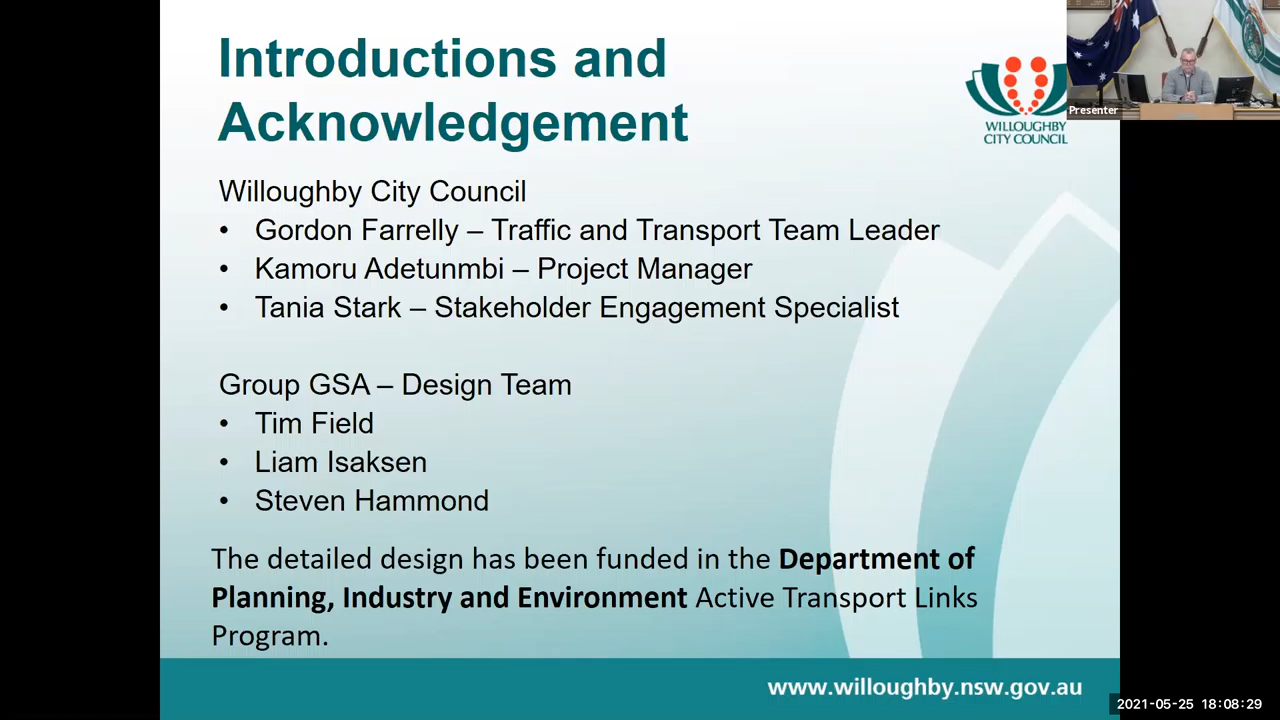 Introductions and
Acknowledgement
WILLOUGHBY
CITY COUNCIL
Presenter
Willoughby City Council
• Gordon Farrelly – Traffic and Transport Team Leader
• Kamoru Adetunmbi – Project Manager
• Tania Stark – Stakeholder Engagement Specialist
Group GSA – Design Team
• Tim Field
• Liam Isaksen
• Steven Hammond
The detailed design has been funded in the Department of
Planning, Industry and Environment Active Transport Links
Program.
www.willoughby.nsw.gov.au
2021-05-25 18:08:29